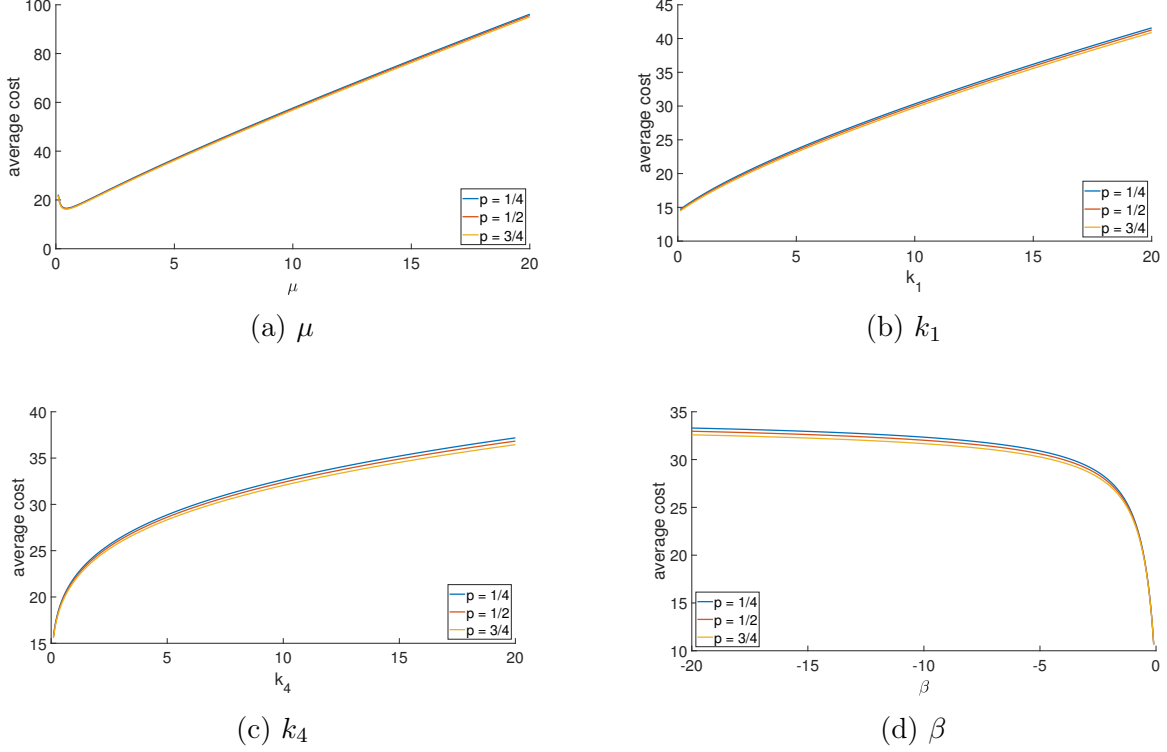 100
80
60
40
20
0
average cost
0 5 10 15 20
μ
p = 1/4
p = 1/2
p = 3/4
(a) μ
45
40
35
30
25
20
15
10
average cost
0 5 10 15 20
k₁
p = 1/4
p = 1/2
p = 3/4
(b) k₁
40
35
30
25
20
15
average cost
0 5 10 15 20
k₄
p = 1/4
p = 1/2
p = 3/4
(c) k₄
35
30
25
20
15
10
average cost
-20 -15 -10 -5 0
β
p = 1/4
p = 1/2
p = 3/4
(d) β